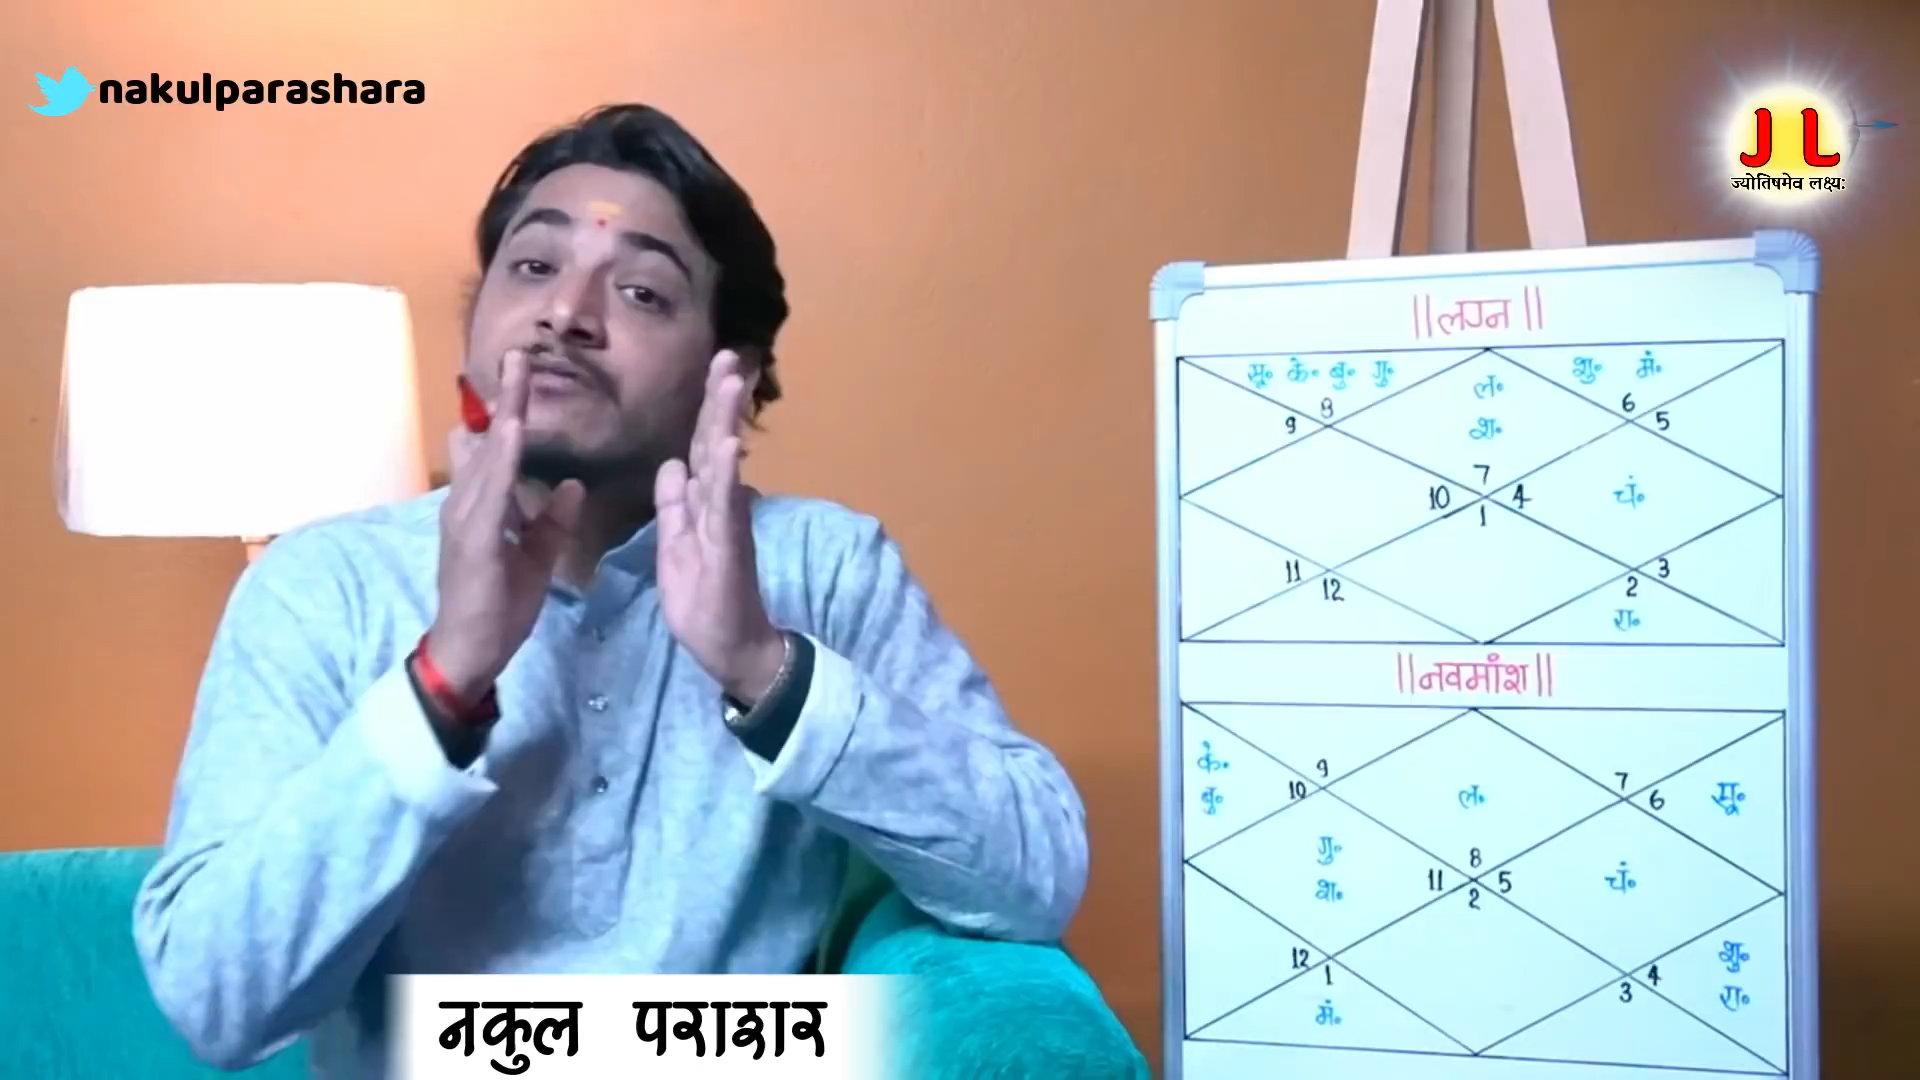 nakulparashara
J L
ज्योतिषमेव लक्ष्यः
||लग्न||
सू॰ के॰ बु॰ गु॰
ल॰
शु॰ मं॰
8
6
9
श॰
5
7
10
4
चं॰
1
11
12
3
2
रा॰
||नवमांश||
के॰
9
7
बु॰
10
ल॰
6
सू॰
गु॰
8
श॰
11
5
चं॰
2
12
1
4
शु॰
3
रा॰
मं॰
नकुल पराशर